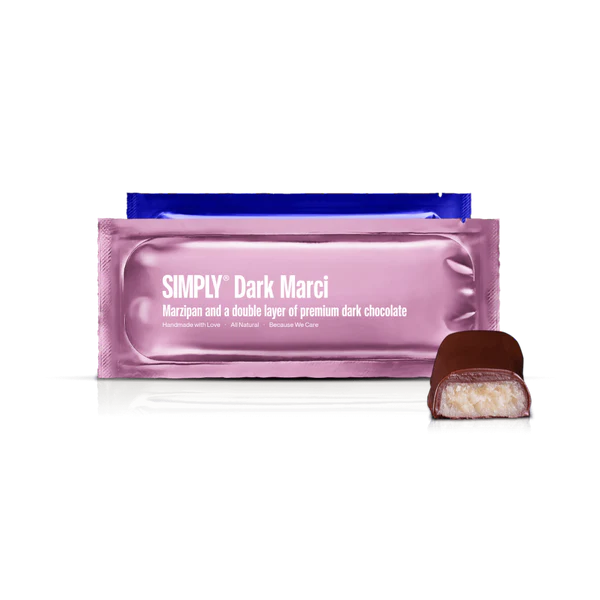 SIMPLY® Dark Marci
Marzipan and a double layer of premium dark chocolate
Handmade with Love · All Natural · Because We Care